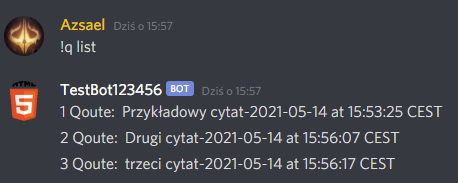 Azsael Dziś o 15:57
!q list
HTML
5
TestBot123456 BOT Dziś o 15:57
1 Qoute: Przykładowy cytat-2021-05-14 at 15:53:25 CEST
2 Qoute: Drugi cytat-2021-05-14 at 15:56:07 CEST
3 Qoute: trzeci cytat-2021-05-14 at 15:56:17 CEST